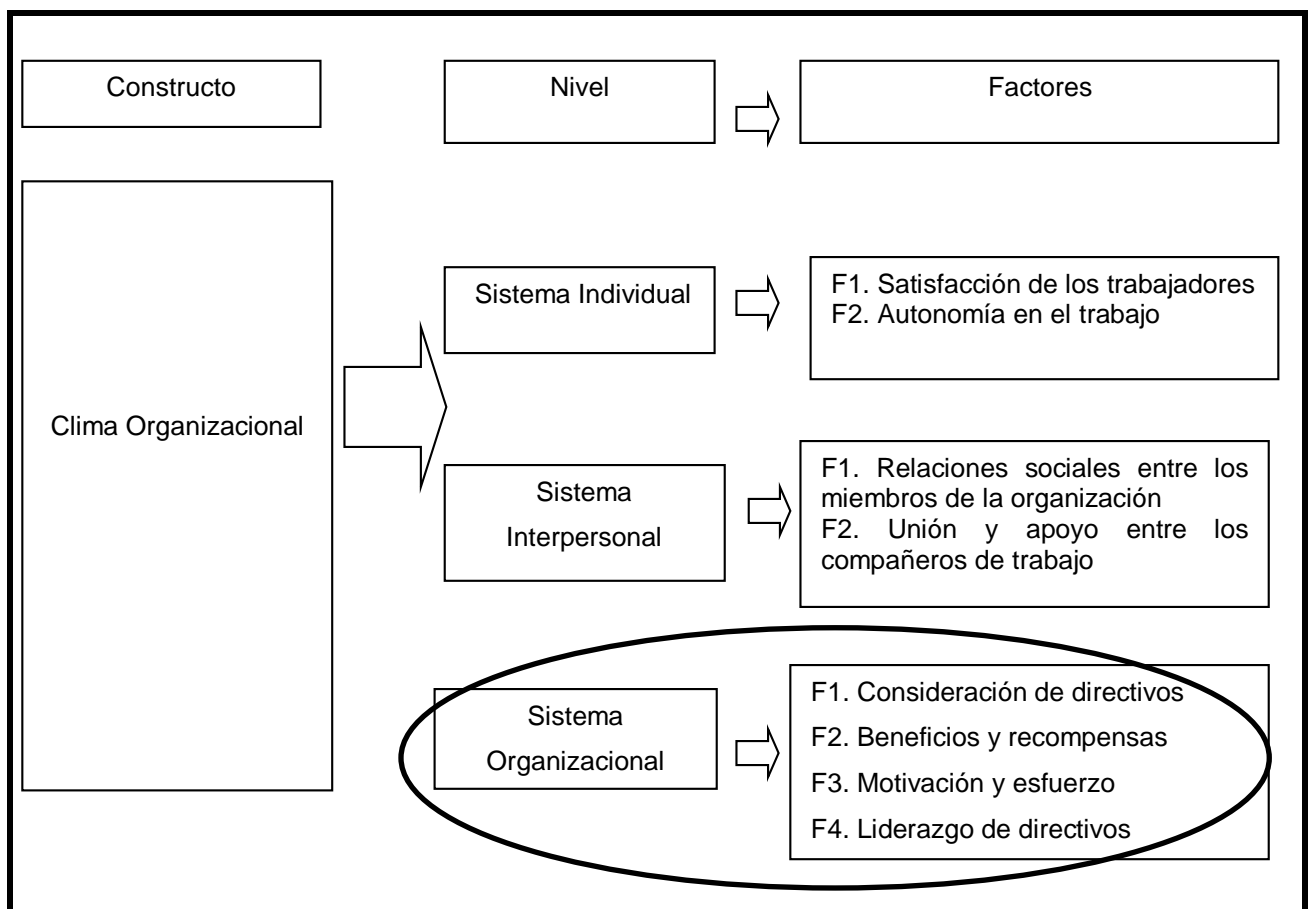 Constructo
Nivel
Factores
Clima Organizacional
Sistema Individual
F1. Satisfacción de los trabajadores
F2. Autonomía en el trabajo
Sistema
Interpersonal
F1. Relaciones sociales entre los
miembros de la organización
F2. Unión y apoyo entre los
compañeros de trabajo
Sistema
Organizacional
F1. Consideración de directivos
F2. Beneficios y recompensas
F3. Motivación y esfuerzo
F4. Liderazgo de directivos